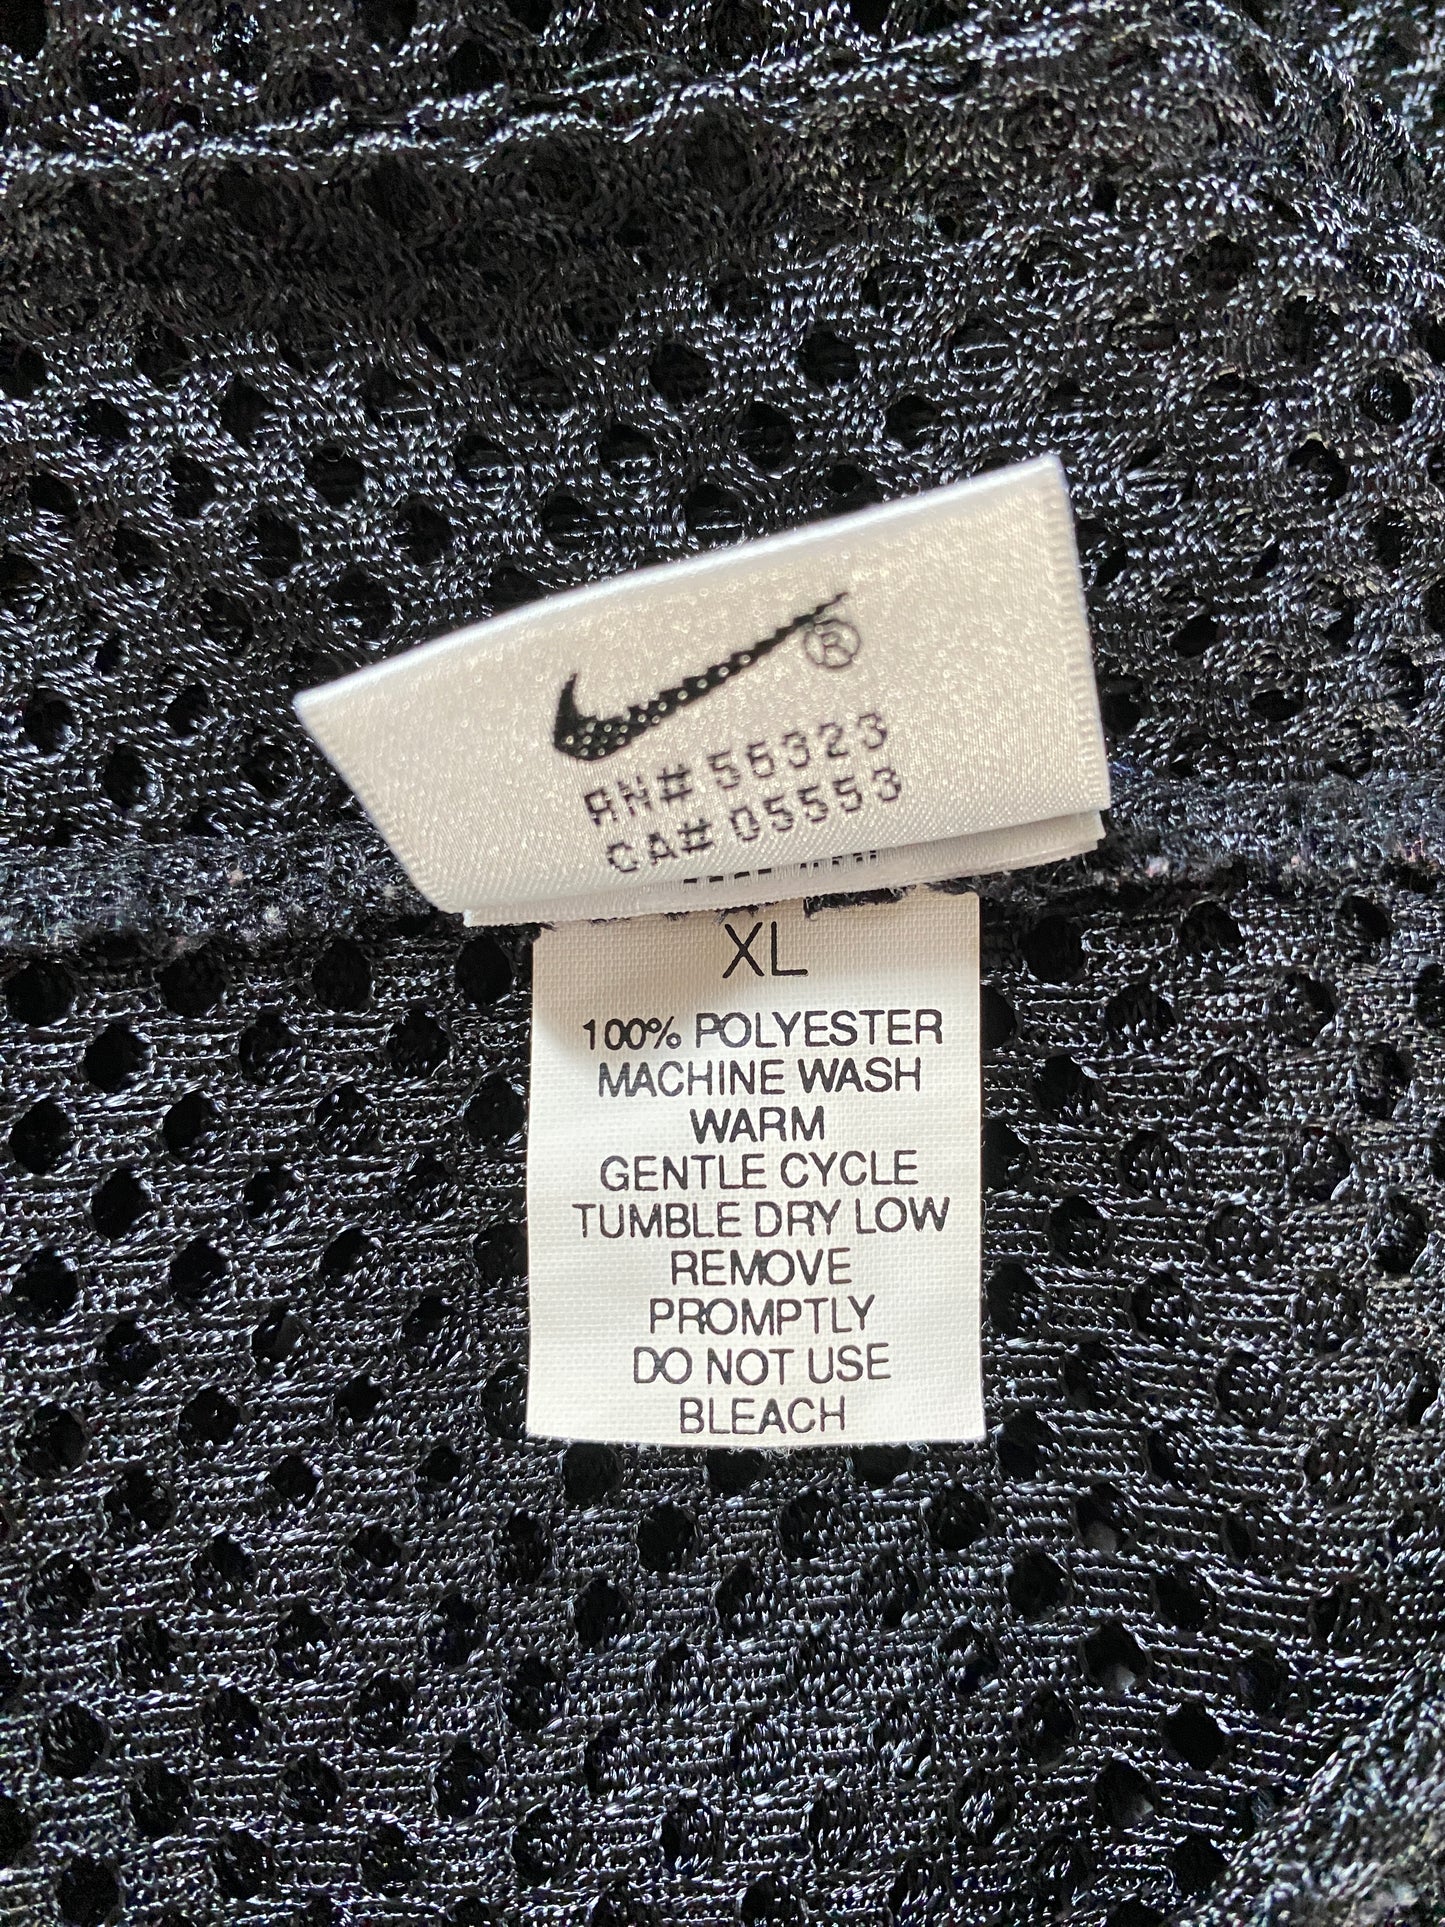 ®
RN# 56323
CA# 05553
XL
100% POLYESTER
MACHINE WASH
WARM
GENTLE CYCLE
TUMBLE DRY LOW
REMOVE
PROMPTLY
DO NOT USE
BLEACH